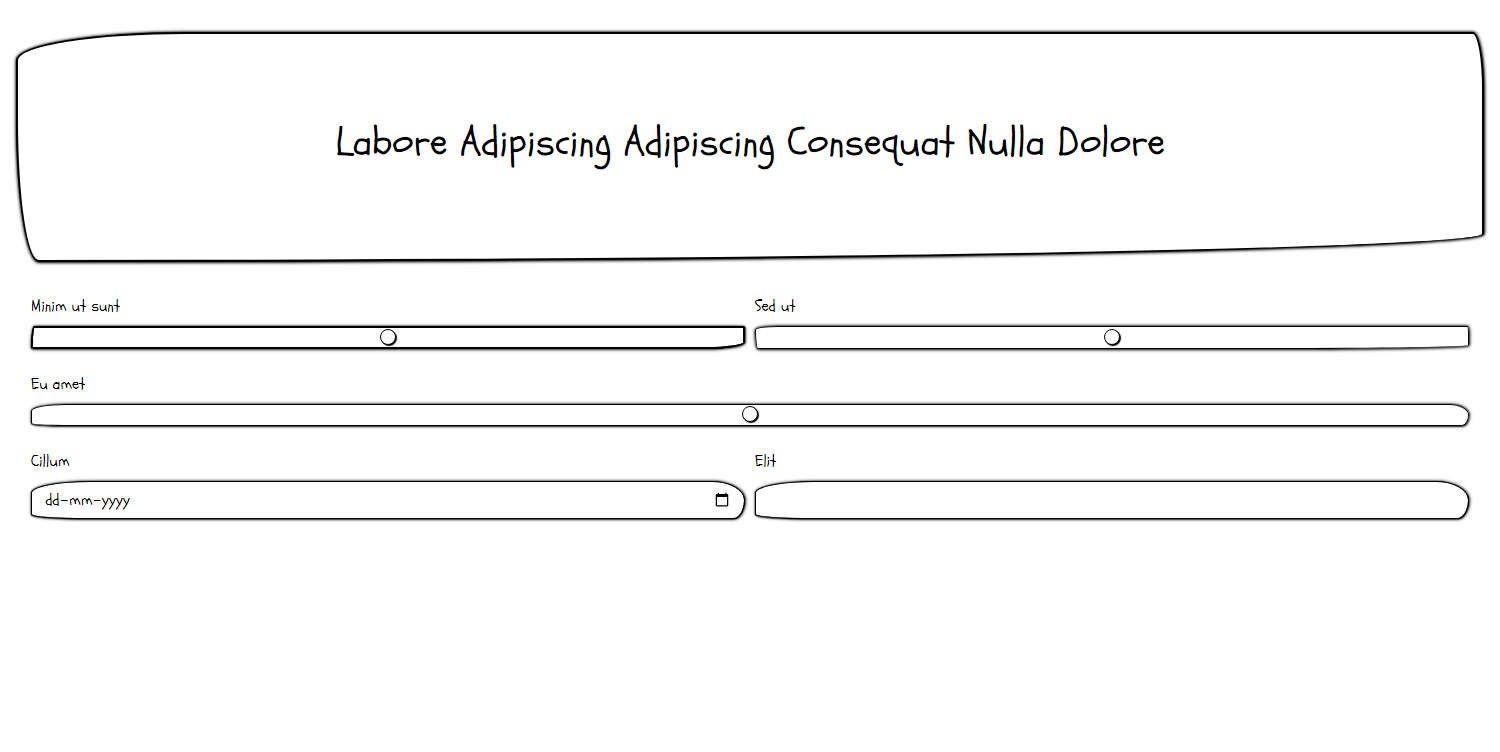 Labore Adipiscing Adipiscing Consequat Nulla Dolore
Minim ut sunt
Sed ut
Eu amet
Cillum
Elit
dd-mm-yyyy